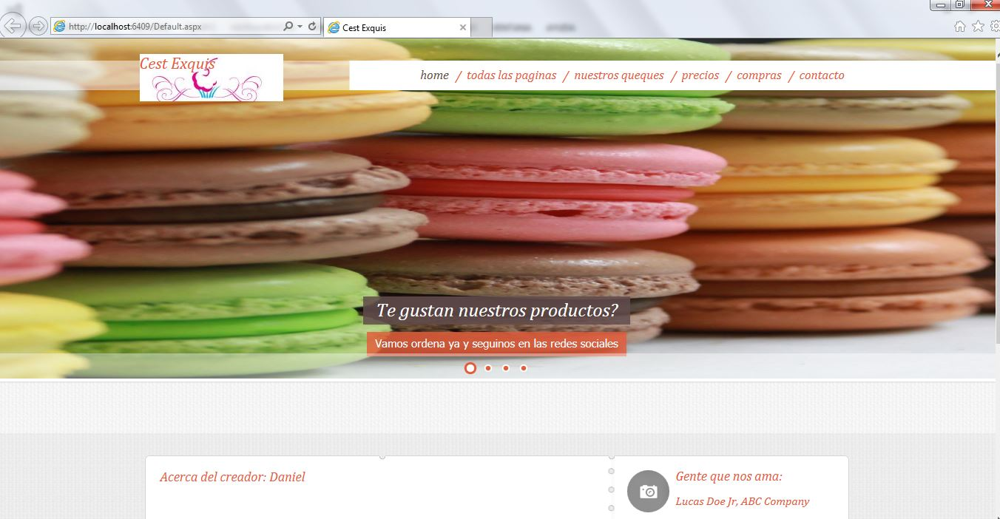 http://localhost:6409/Default.aspx
Cest Exquis
Cest Exquis
home / todas las paginas / nuestros queques / precios / compras / contacto
Te gustan nuestros productos?
Vamos ordena ya y seguinos en las redes sociales
Acerca del creador: Daniel
Gente que nos ama:
Lucas Doe Jr, ABC Company